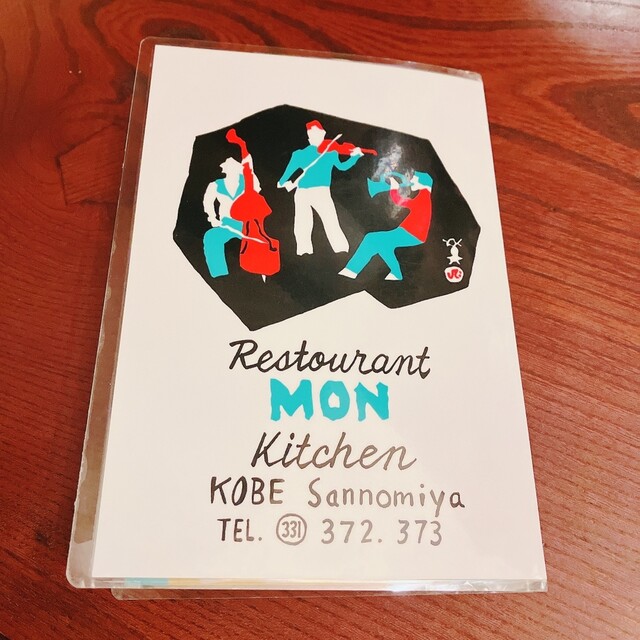 Restourant
MON
Kitchen
KOBE Sannomiya
TEL. 331 372. 373